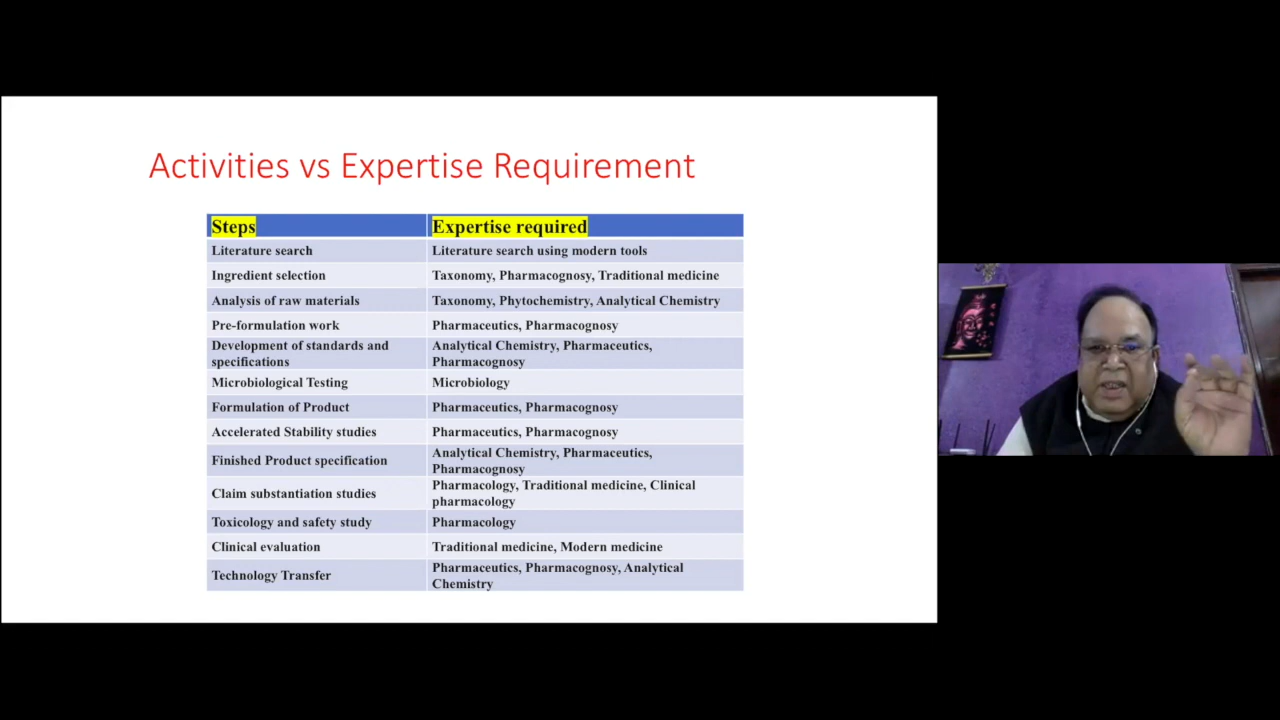 Activities vs Expertise Requirement
Steps
Expertise required
Literature search
Literature search using modern tools
Ingredient selection
Taxonomy, Pharmacognosy, Traditional medicine
Analysis of raw materials
Taxonomy, Phytochemistry, Analytical Chemistry
Pre-formulation work
Pharmaceutics, Pharmacognosy
Development of standards and
specifications
Analytical Chemistry, Pharmaceutics,
Pharmacognosy
Microbiological Testing
Microbiology
Formulation of Product
Pharmaceutics, Pharmacognosy
Accelerated Stability studies
Pharmaceutics, Pharmacognosy
Finished Product specification
Analytical Chemistry, Pharmaceutics,
Pharmacognosy
Claim substantiation studies
Pharmacology, Traditional medicine, Clinical
pharmacology
Toxicology and safety study
Pharmacology
Clinical evaluation
Traditional medicine, Modern medicine
Technology Transfer
Pharmaceutics, Pharmacognosy, Analytical
Chemistry